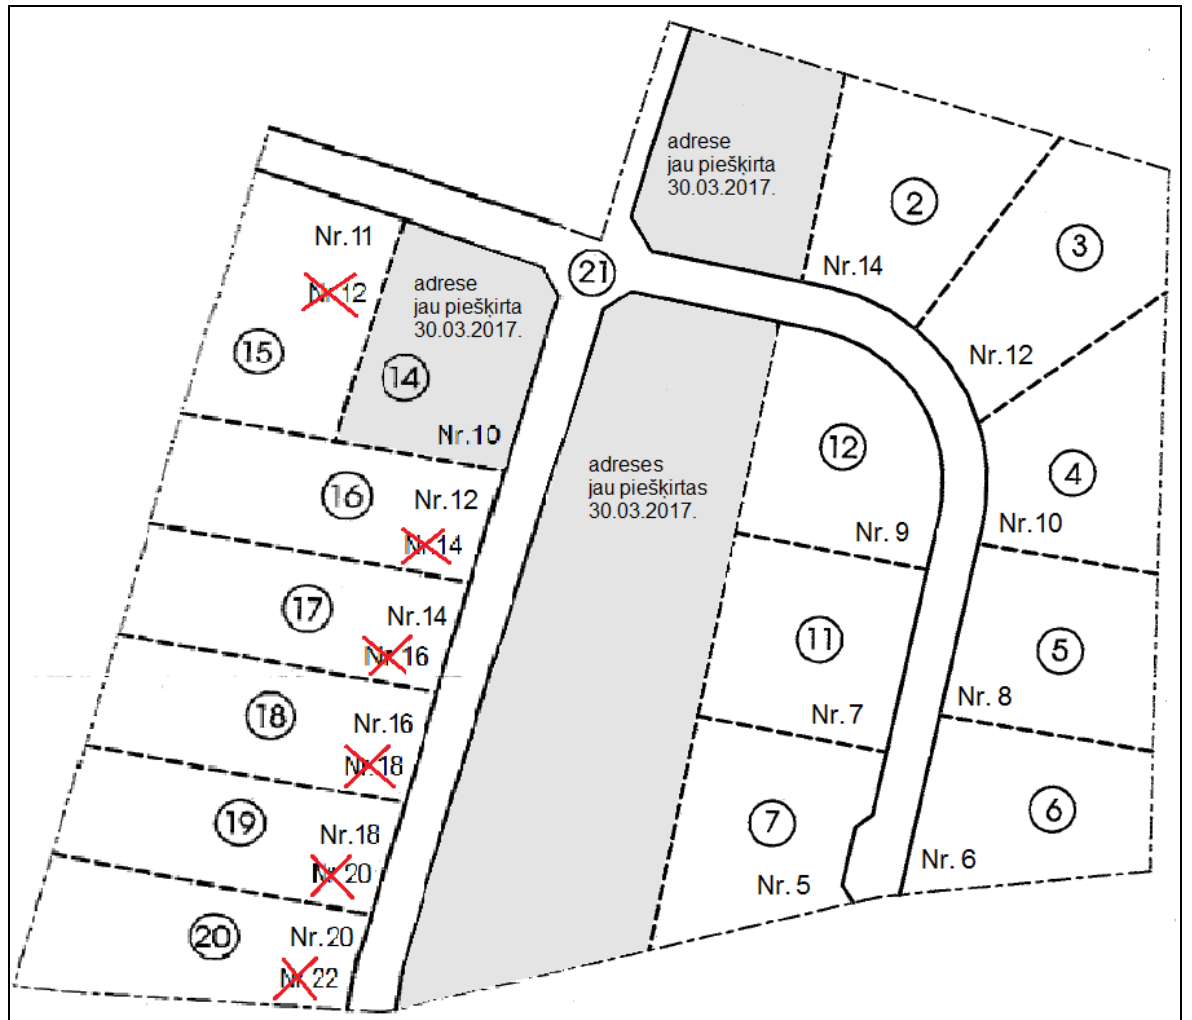 adrese
jau piešķirta
30.03.2017.
2
3
Nr.11
Nr.14
21
Nr.12
adrese
jau piešķirta
30.03.2017.
15
14
Nr.12
Nr.10
12
adreses
jau piešķirtas
30.03.2017.
4
16
Nr.12
Nr.10
Nr. 9
Nr.14
17
Nr.14
11
5
Nr.16
Nr. 8
18
Nr.16
Nr. 7
Nr.18
19
Nr.18
7
6
Nr. 6
Nr.20
Nr. 5
20
Nr.20
Nr.22